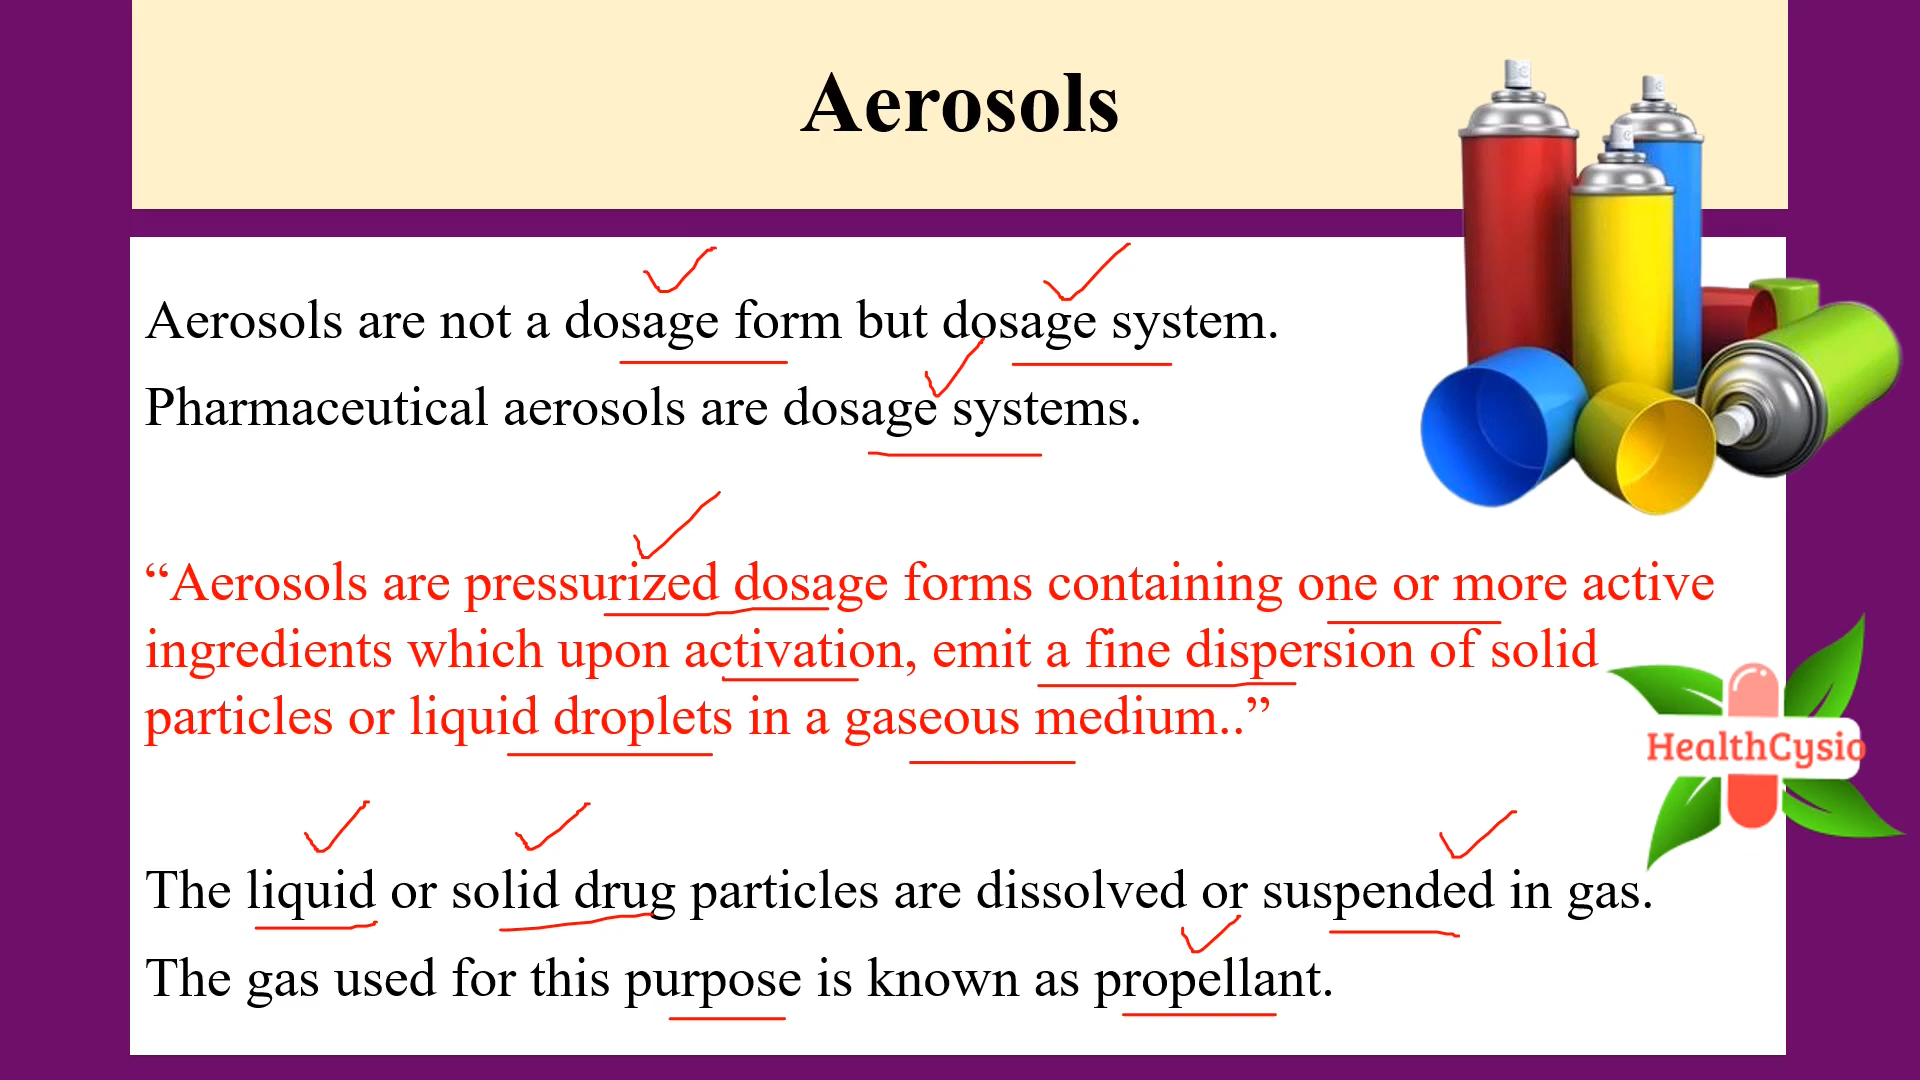 Aerosols
Aerosols are not a dosage form but dosage system.
Pharmaceutical aerosols are dosage systems.
“Aerosols are pressurized dosage forms containing one or more active
ingredients which upon activation, emit a fine dispersion of solid
particles or liquid droplets in a gaseous medium..”
HealthCysio
The liquid or solid drug particles are dissolved or suspended in gas.
The gas used for this purpose is known as propellant.